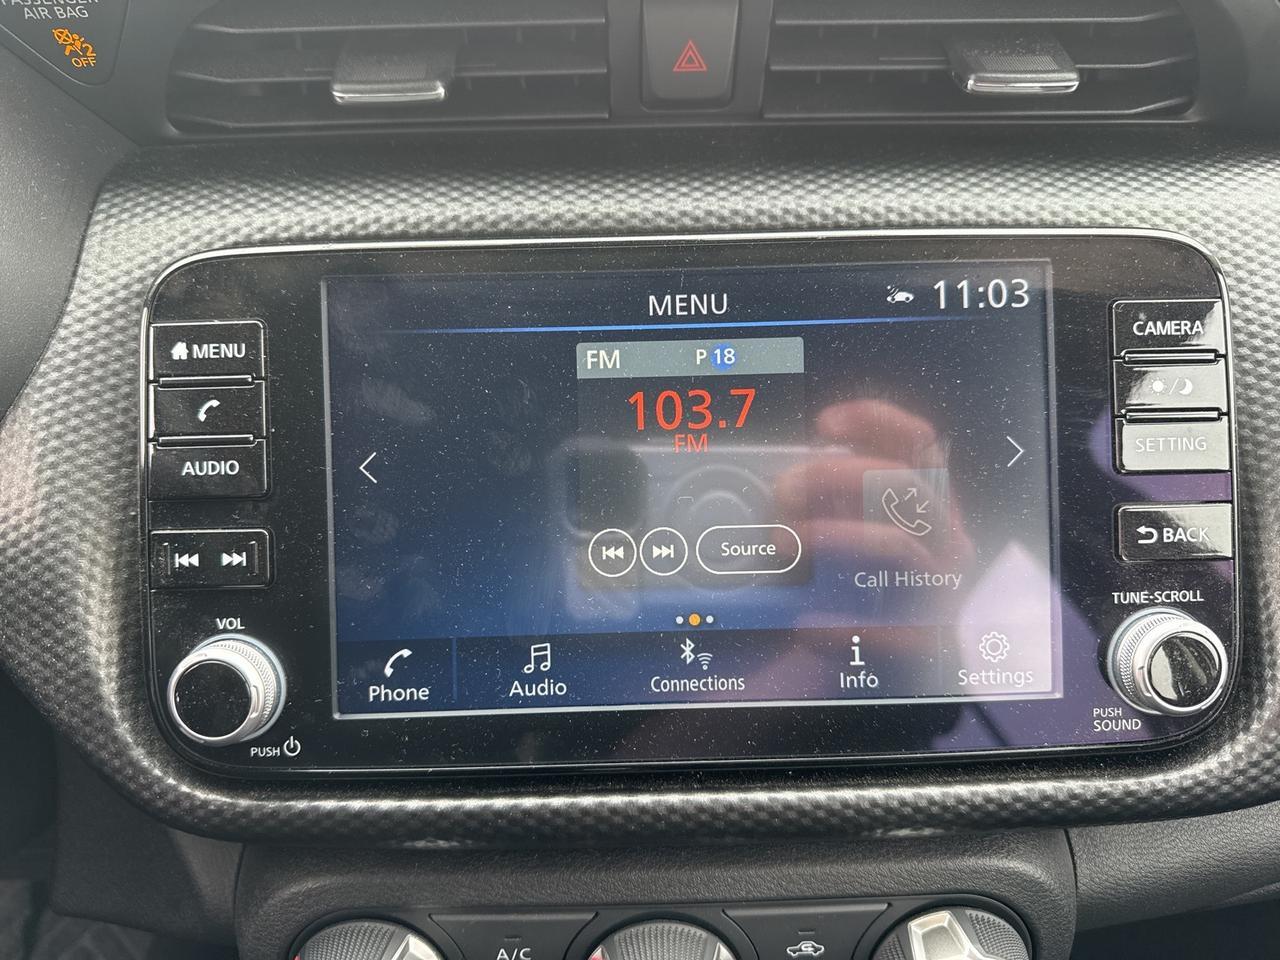 PASSENGER
AIR BAG
2
OFF
MENU
11:03
MENU
AUDIO
VOL
PUSH
FM P 18
103.7
FM
Source
Call History
Phone
Audio
Connections
Info
Settings
CAMERA
SETTING
BACK
TUNE·SCROLL
PUSH
SOUND
A/C